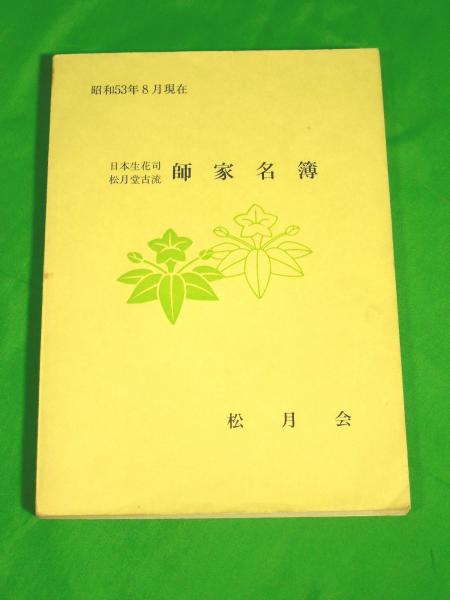 昭和53年8月現在
日本生花司
松月堂古流
師家名簿
松月会